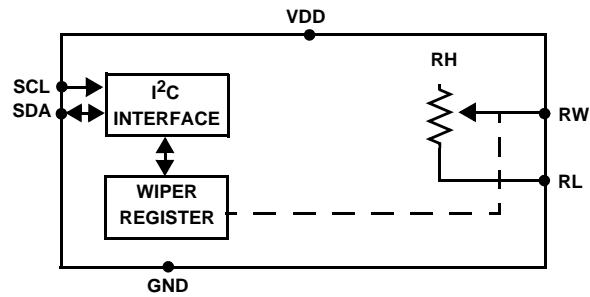 VDD
RH
SCL
SDA
I²C
INTERFACE
RW
RL
WIPER
REGISTER
GND